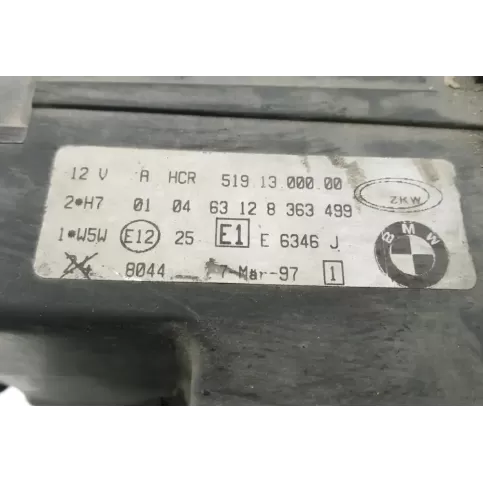 12 V A HCR 519.13.000.00 ZKW
2•H7 01 04 63 12 8 363 499
1•W5W E12 25 E1 E 6346 J BMW
24 8044 7-Mar-97 1